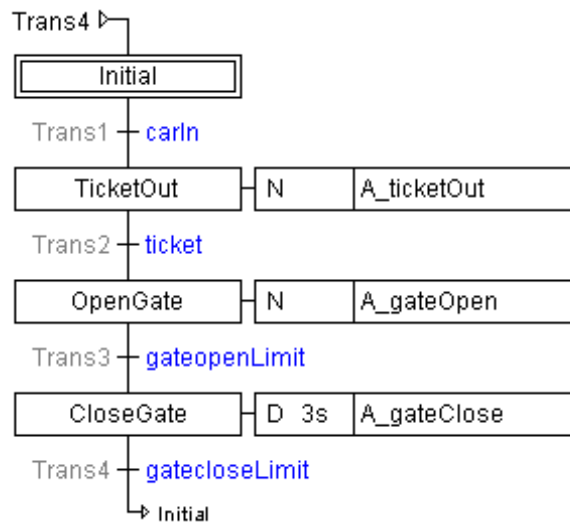 Trans4
Initial
Trans1 carIn
TicketOut N A_ticketOut
Trans2 ticket
OpenGate N A_gateOpen
Trans3 gateopenLimit
CloseGate D 3s A_gateClose
Trans4 gatecloseLimit
Initial